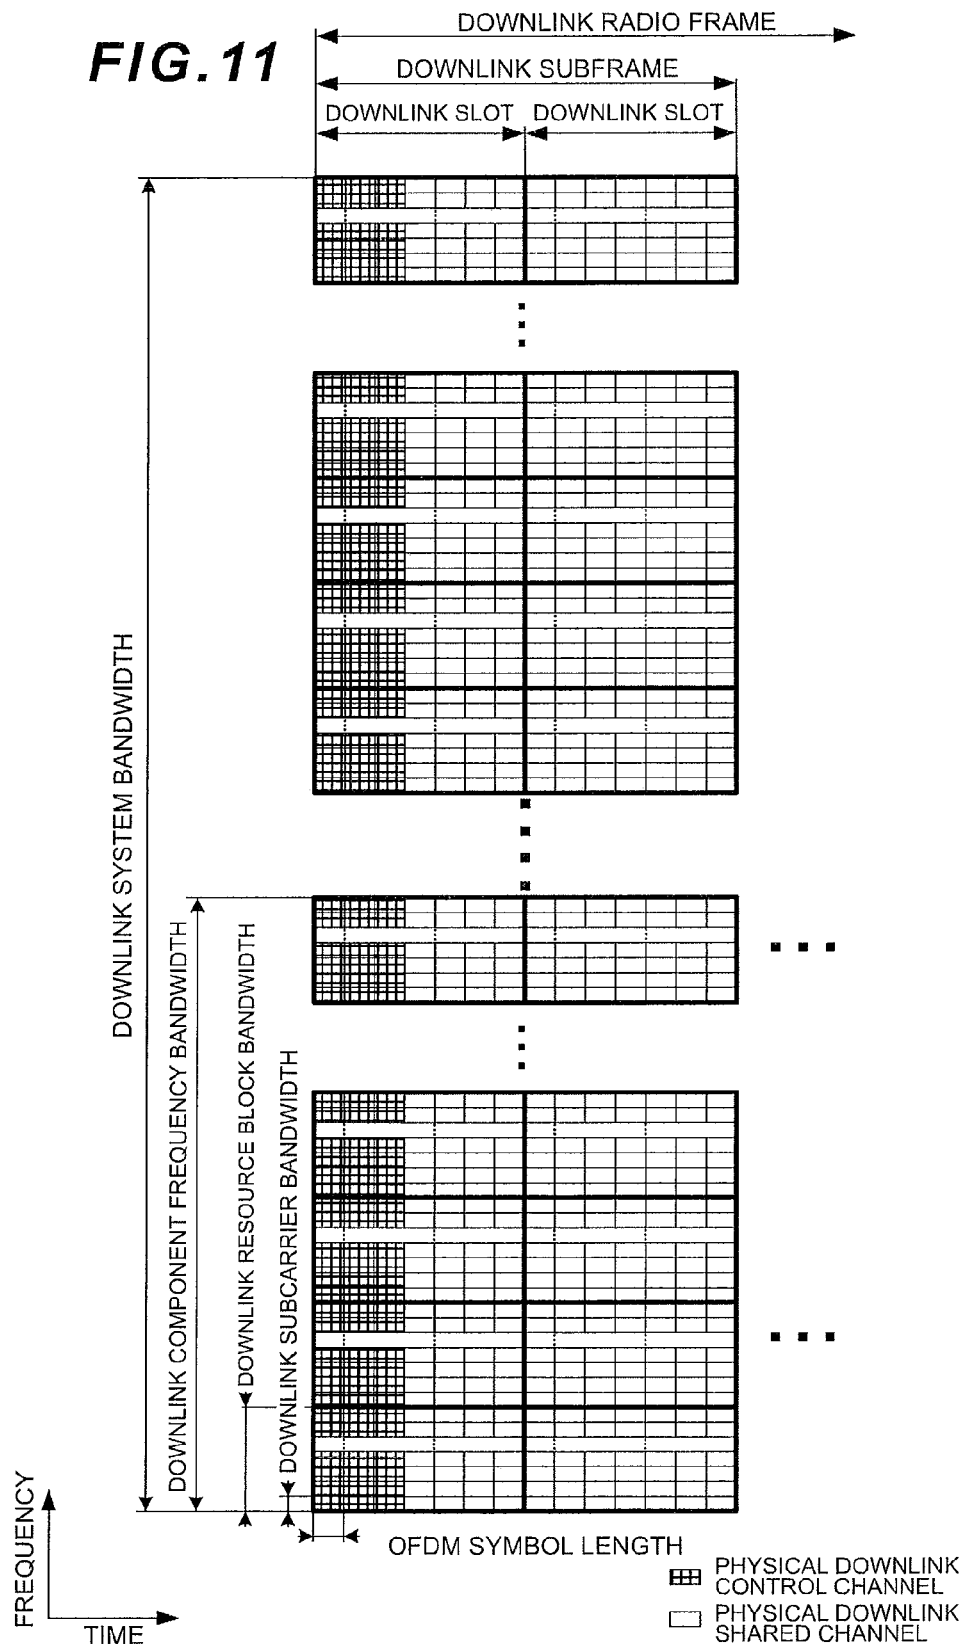 FIG.11
DOWNLINK RADIO FRAME
DOWNLINK SUBFRAME
DOWNLINK SLOT
DOWNLINK SLOT
DOWNLINK SYSTEM BANDWIDTH
DOWNLINK COMPONENT FREQUENCY BANDWIDTH
DOWNLINK RESOURCE BLOCK BANDWIDTH
DOWNLINK SUBCARRIER BANDWIDTH
OFDM SYMBOL LENGTH
FREQUENCY
TIME
PHYSICAL DOWNLINK
CONTROL CHANNEL
PHYSICAL DOWNLINK
SHARED CHANNEL